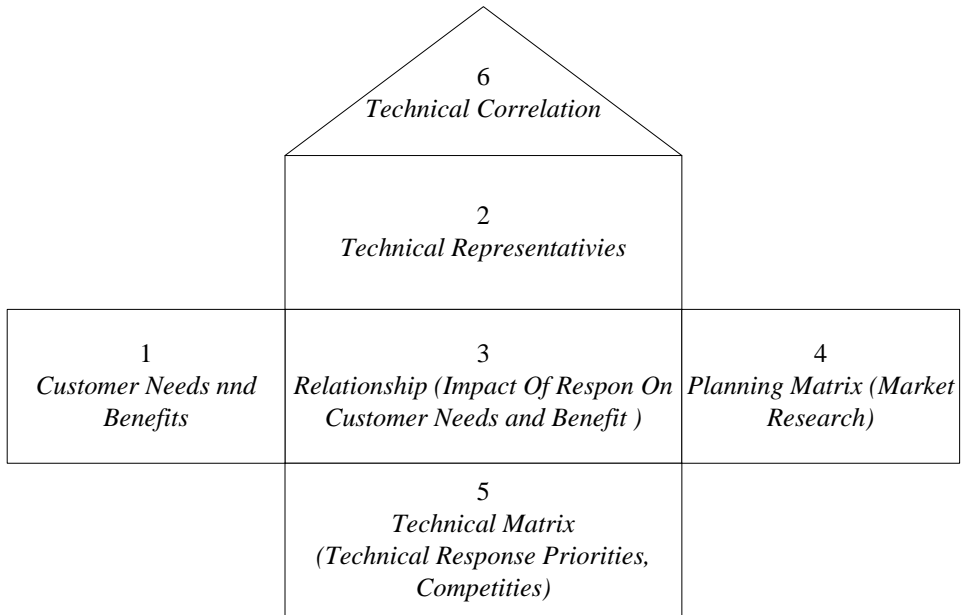 6
Technical Correlation
2
Technical Representativies
1
Customer Needs nnd
Benefits
3
Relationship (Impact Of Respon On
Customer Needs and Benefit )
4
Planning Matrix (Market
Research)
5
Technical Matrix
(Technical Response Priorities,
Competities)